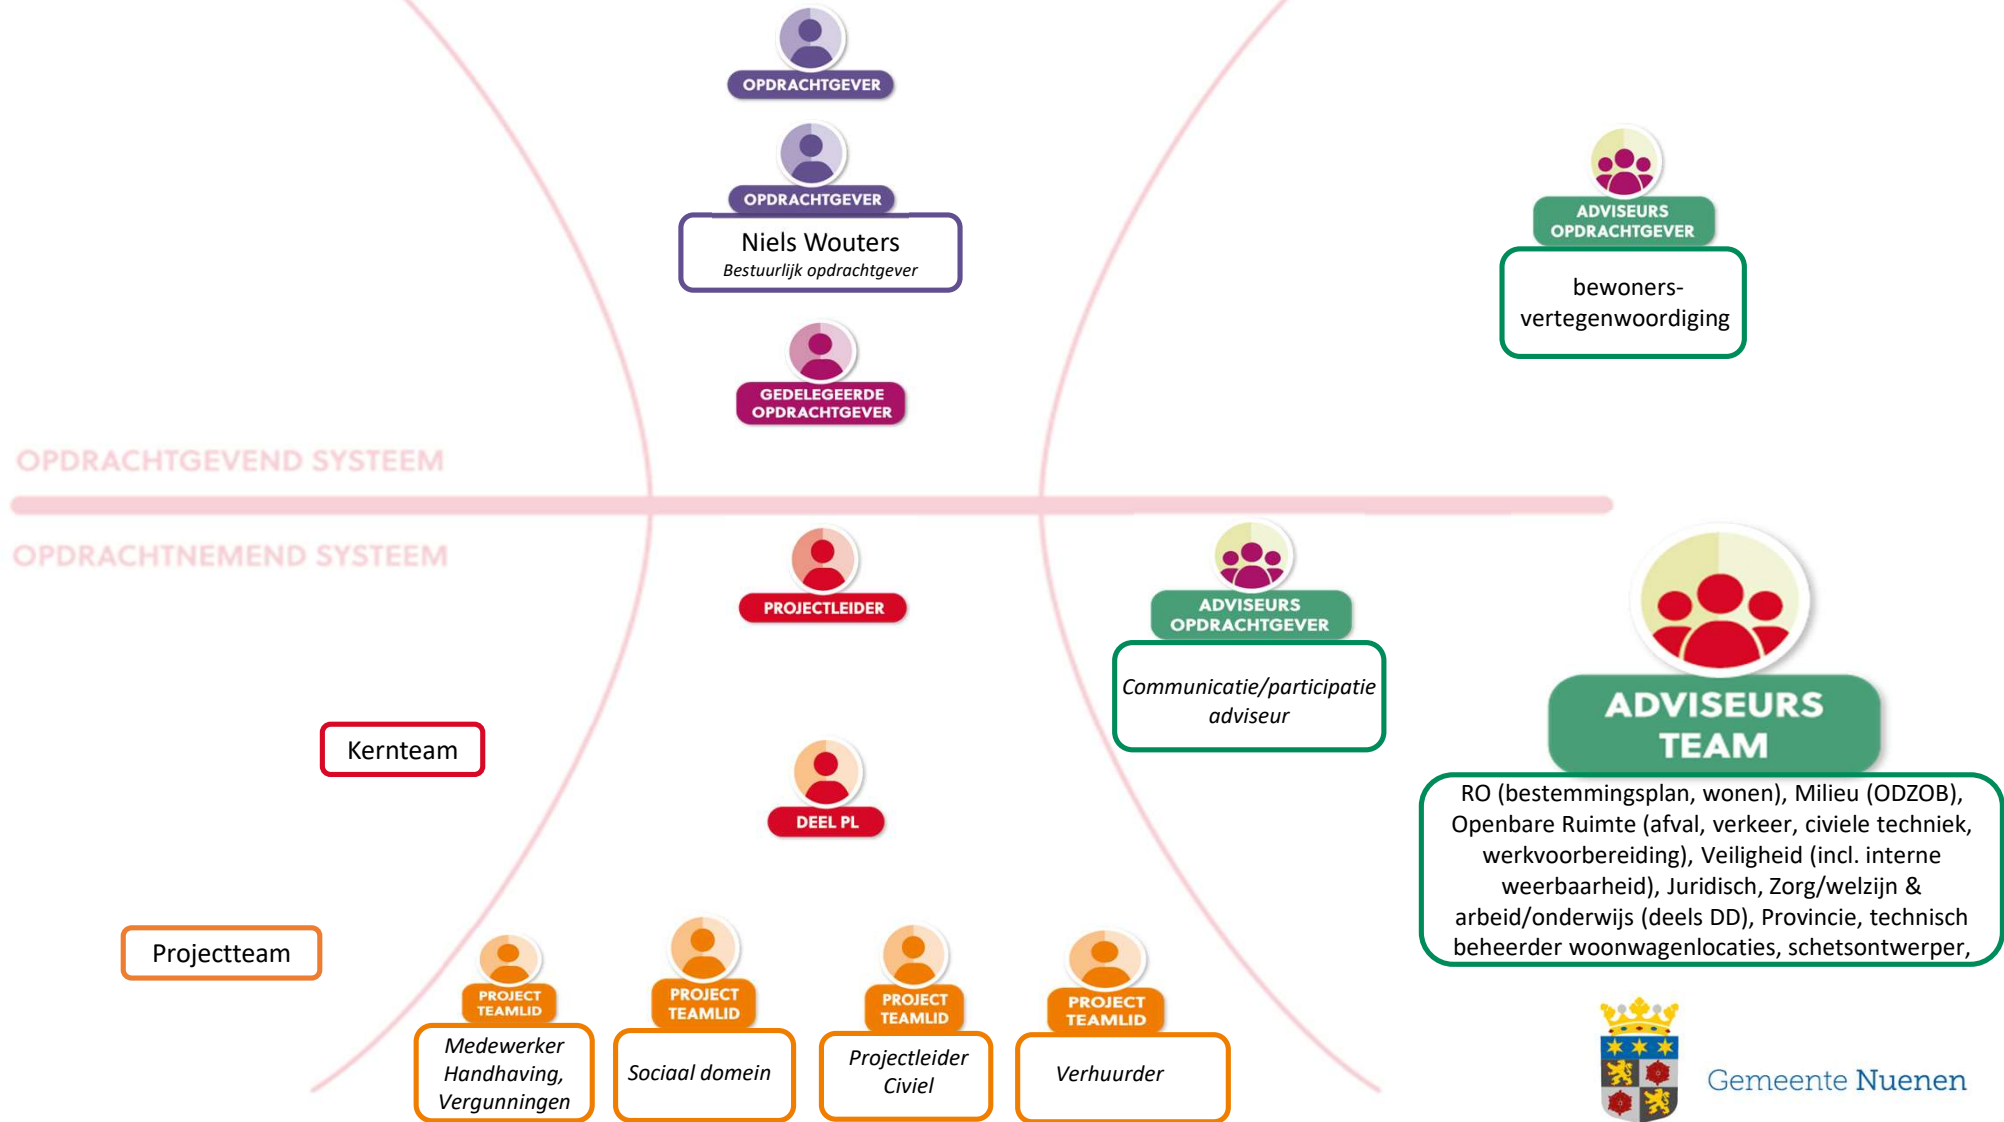 OPDRACHTGEVER
OPDRACHTGEVER
Niels Wouters
Bestuurlijk opdrachtgever
ADVISEURS
OPDRACHTGEVER
bewoners-
vertegenwoordiging
GEDELEGEERDE
OPDRACHTGEVER
OPDRACHTGEVEND SYSTEEM
OPDRACHTNEMEND SYSTEEM
PROJECTLEIDER
ADVISEURS
OPDRACHTGEVER
Communicatie/participatie
adviseur
ADVISEURS
TEAM
RO (bestemmingsplan, wonen), Milieu (ODZOB),
Openbare Ruimte (afval, verkeer, civiele techniek,
werkvoorbereiding), Veiligheid (incl. interne
weerbaarheid), Juridisch, Zorg/welzijn &
arbeid/onderwijs (deels DD), Provincie, technisch
beheerder woonwagenlocaties, schetsontwerper,
Kernteam
DEEL PL
Projectteam
PROJECT
TEAMLID
Medewerker
Handhaving,
Vergunningen
PROJECT
TEAMLID
Sociaal domein
PROJECT
TEAMLID
Projectleider
Civiel
PROJECT
TEAMLID
Verhuurder
Gemeente Nuenen